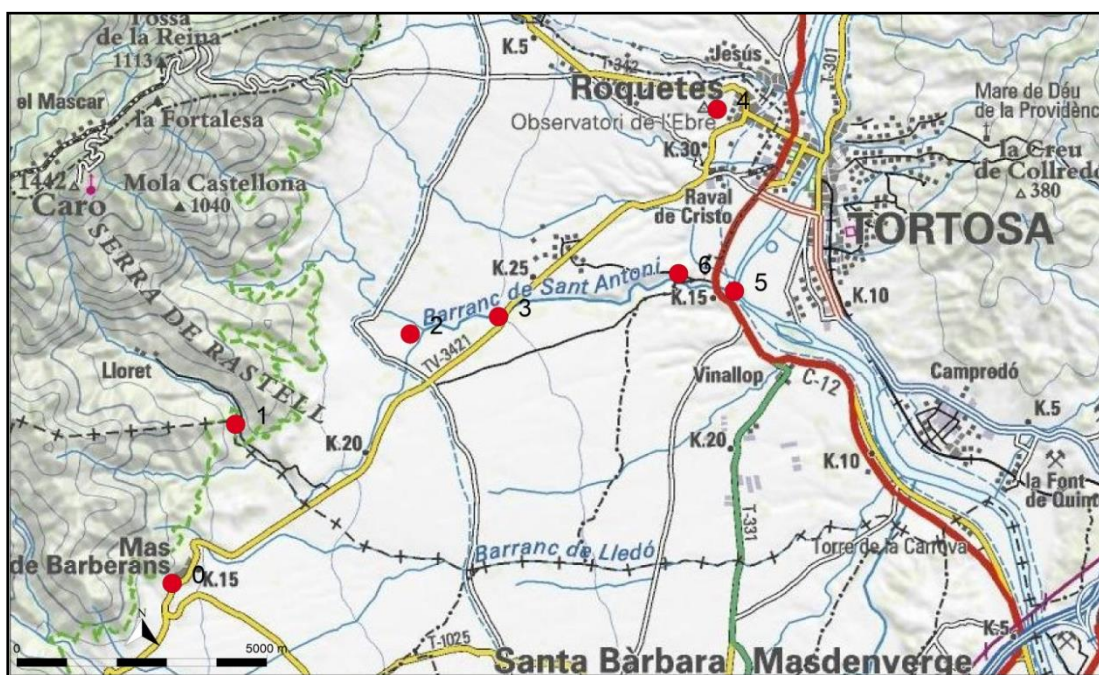 Tossa
de la Reina
1113
el Mascar
la Fortalesa
1442
Caro
Mola Castellona
1040
SERRA DE RASTELL
Lloret
1
Mas
de Barberans
0
K.15
N
0
5000 m
K.5
T-342
Jesús
Roquetes
4
Observatori de l'Ebre
K.30
T-301
Mare de Déu
de la Providènc
la Creu
de Collredo
380
Raval
de Cristo
TORTOSA
K.25
Barranc de Sant Antoni
6
K.15
5
K.10
2
3
TV-3421
K.20
Vinallop
C-12
Campredó
K.5
K.20
K.10
la Font
de Quint
T-331
Barranc de Lledó
Torre de la Carrova
T-1025
K.5
Santa Bàrbara
Masdenverge